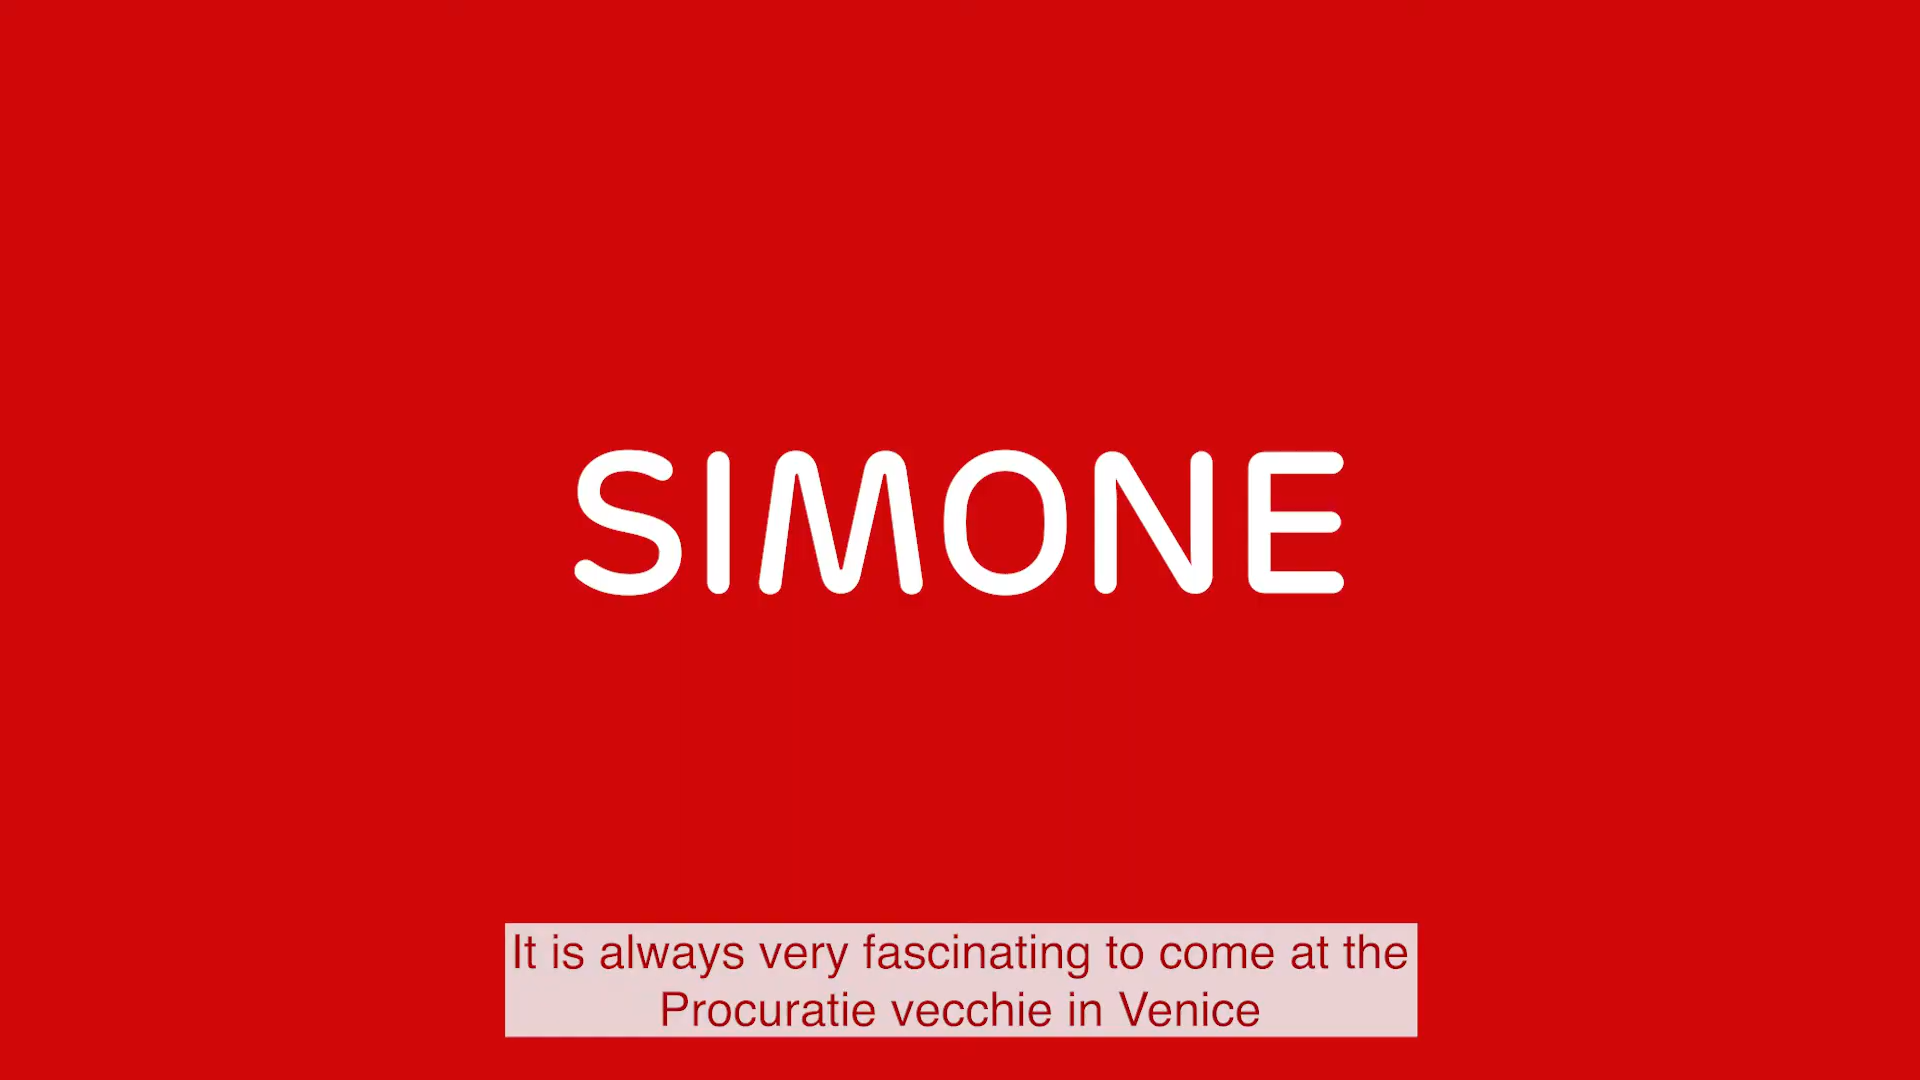 SIMONE
It is always very fascinating to come at the
Procuratie vecchie in Venice